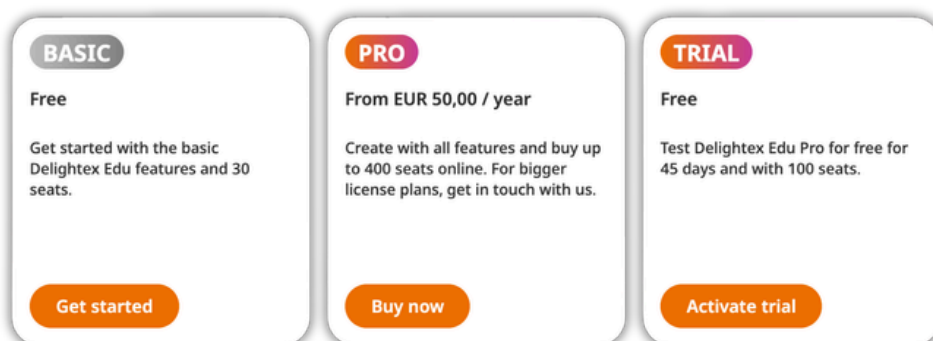 BASIC
Free
Get started with the basic
Delightex Edu features and 30
seats.
Get started
PRO
From EUR 50,00 / year
Create with all features and buy up
to 400 seats online. For bigger
license plans, get in touch with us.
Buy now
TRIAL
Free
Test Delightex Edu Pro for free for
45 days and with 100 seats.
Activate trial